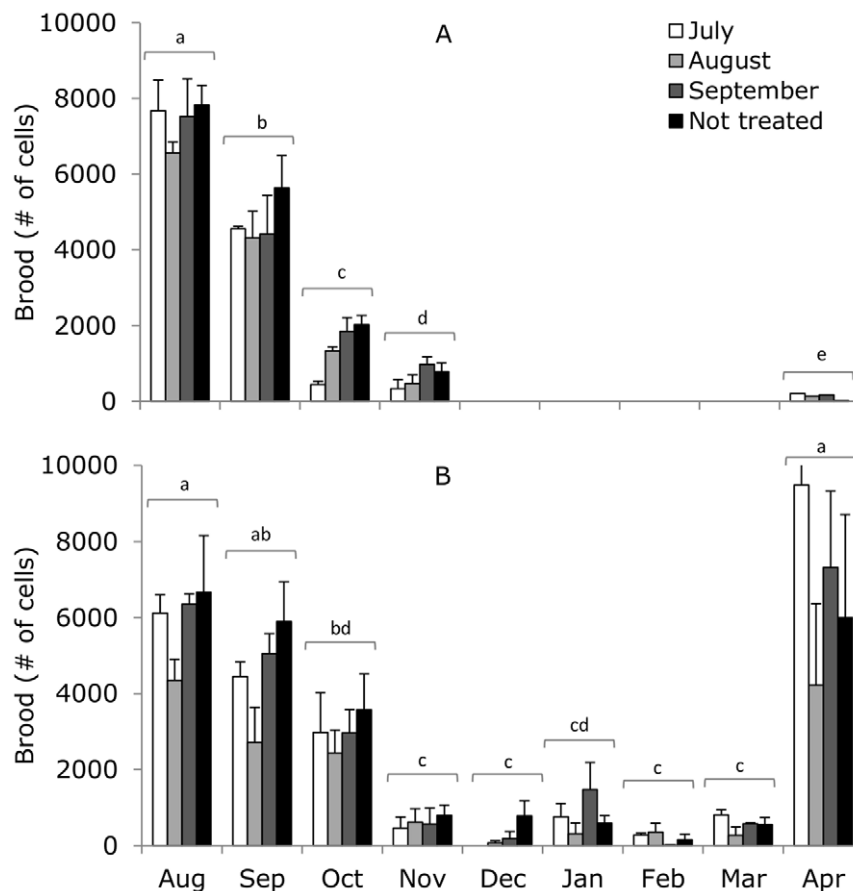 A
July
August
September
Not treated
Brood (# of cells)
10000
8000
6000
4000
2000
0
a
b
c
d
e
B
Brood (# of cells)
10000
8000
6000
4000
2000
0
a
ab
bd
c
c
cd
c
c
a
Aug Sep Oct Nov Dec Jan Feb Mar Apr